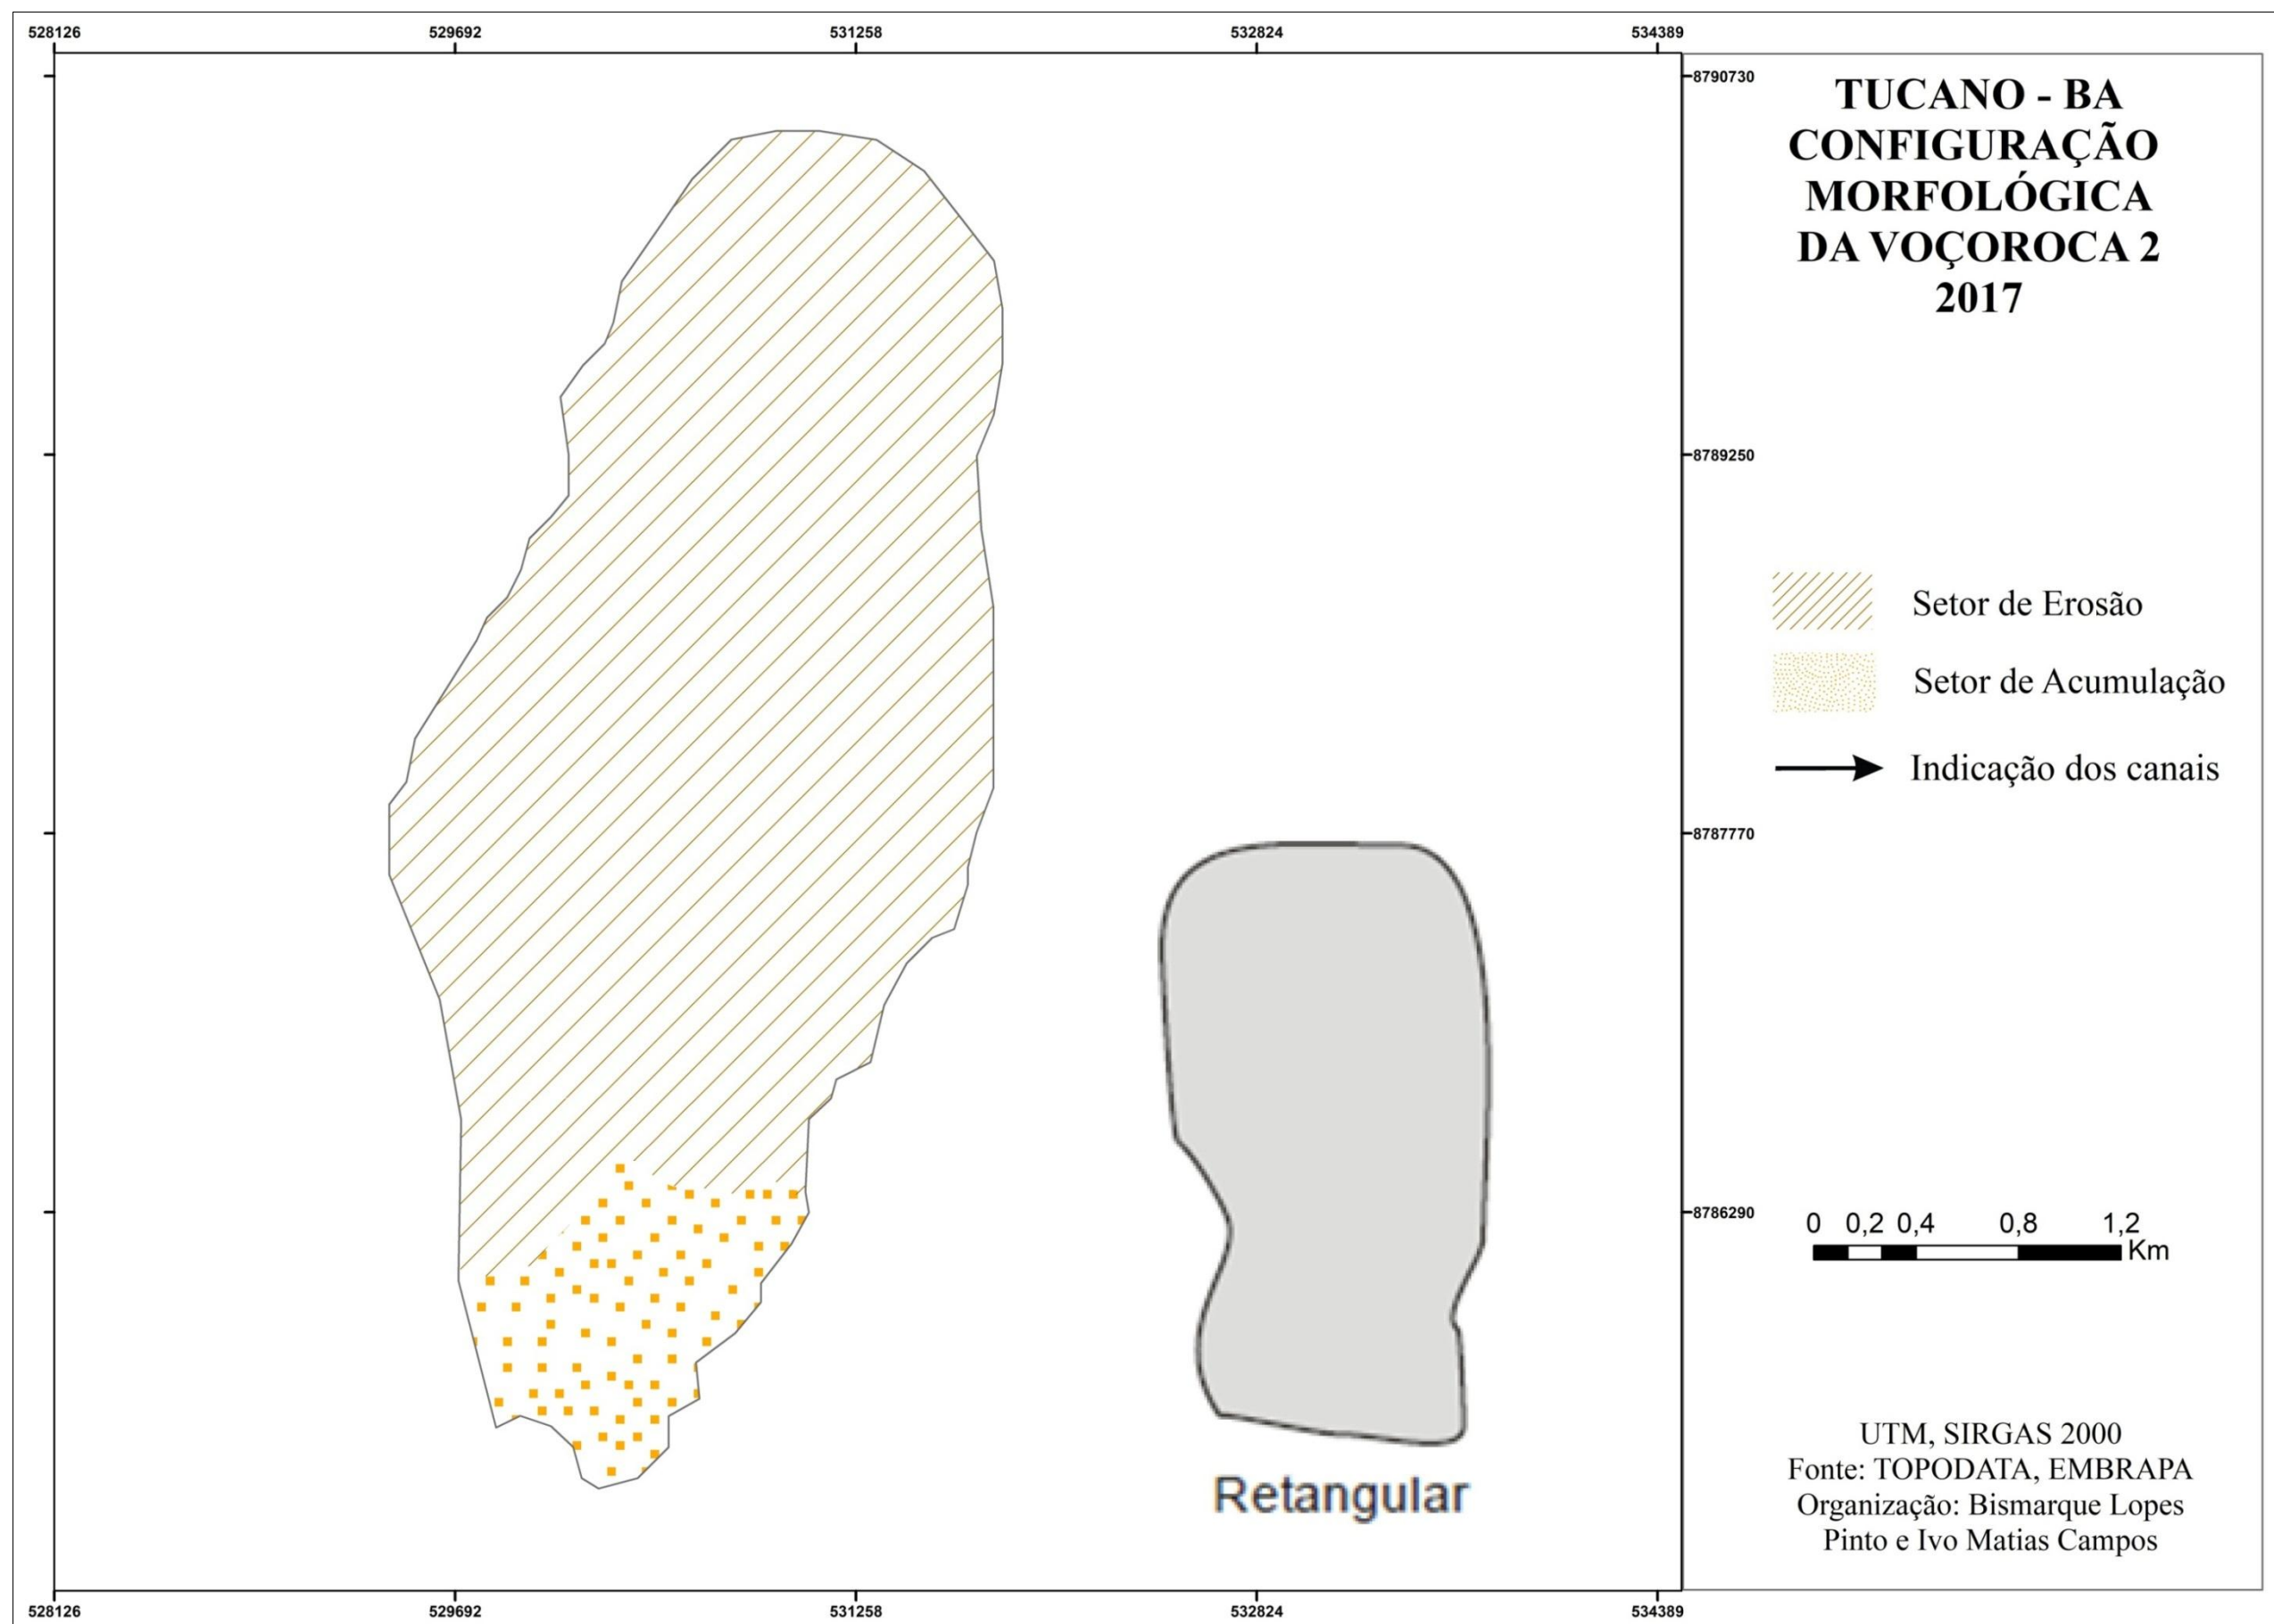 528126 529692 531258 532824 534389
TUCANO - BA
CONFIGURAÇÃO
MORFOLÓGICA
DA VOÇOROCA 2
2017
8790730
8789250
8787770
8786290
Setor de Erosão
Setor de Acumulação
Indicação dos canais
0 0,2 0,4 0,8 1,2
Km
Retangular
UTM, SIRGAS 2000
Fonte: TOPODATA, EMBRAPA
Organização: Bismarque Lopes
Pinto e Ivo Matias Campos
528126 529692 531258 532824 534389